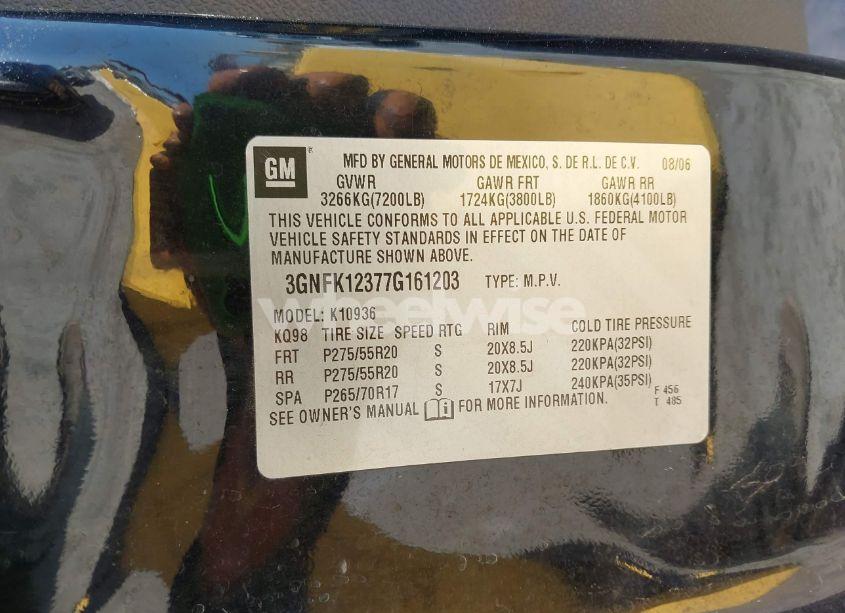 GM MFD BY GENERAL MOTORS DE MEXICO, S. DE R.L. DE C.V. 08/06
GVWR GAWR FRT GAWR RR
3266KG(7200LB) 1724KG(3800LB) 1860KG(4100LB)
THIS VEHICLE CONFORMS TO ALL APPLICABLE U.S. FEDERAL MOTOR
VEHICLE SAFETY STANDARDS IN EFFECT ON THE DATE OF
MANUFACTURE SHOWN ABOVE.
3GNFK12377G161203 TYPE: M.P.V.
wheelwise
MODEL: K10936
KQ98 TIRE SIZE SPEED RTG RIM COLD TIRE PRESSURE
FRT P275/55R20 S 20X8.5J 220KPA(32PSI)
RR P275/55R20 S 20X8.5J 220KPA(32PSI)
SPA P265/70R17 S 17X7J 240KPA(35PSI) F 456
T 485
SEE OWNER'S MANUAL FOR MORE INFORMATION.